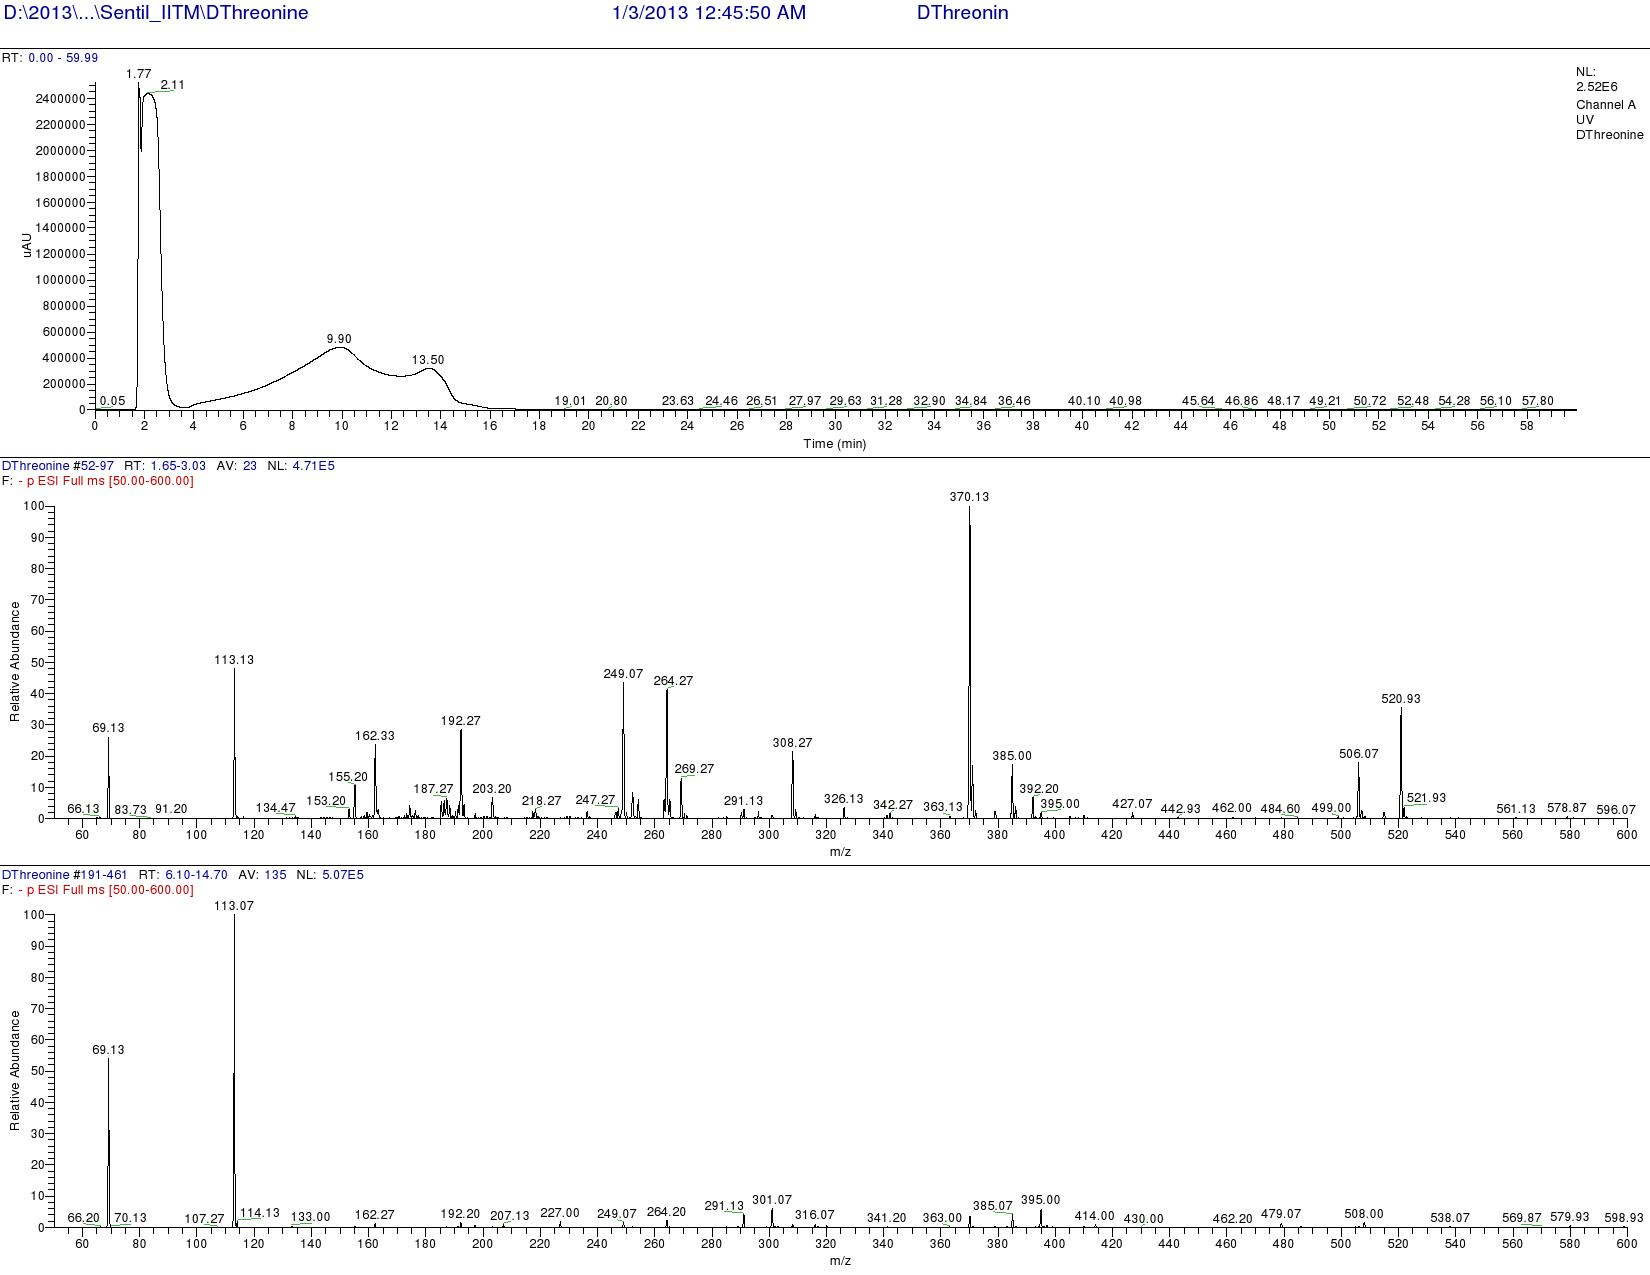 D:\2013\...\Sentil_IITM\DThreonine 1/3/2013 12:45:50 AM DThreonin
RT: 0.00 - 59.99
NL:
2.52E6
Channel A
UV
DThreonine
1.77
2.11
2400000
2200000
2000000
1800000
1600000
1400000
1200000
1000000
800000
600000
400000
200000
0
uAU
9.90
13.50
0.05 19.01 20.80 23.63 24.46 26.51 27.97 29.63 31.28 32.90 34.84 36.46 40.10 40.98 45.64 46.86 48.17 49.21 50.72 52.48 54.28 56.10 57.80
0 2 4 6 8 10 12 14 16 18 20 22 24 26 28 30 32 34 36 38 40 42 44 46 48 50 52 54 56 58
Time (min)
DThreonine #52-97 RT: 1.65-3.03 AV: 23 NL: 4.71E5
F: - p ESI Full ms [50.00-600.00]
100
90
80
70
60
50
40
30
20
10
0
Relative Abundance
370.13
113.13
249.07
264.27
520.93
69.13
192.27
162.33
308.27
385.00
506.07
155.20
269.27
153.20 187.27 203.20
392.20
66.13 83.73 91.20 134.47 218.27 247.27 291.13 326.13 342.27 363.13 395.00 427.07 442.93 462.00 484.60 499.00 521.93 561.13 578.87 596.07
60 80 100 120 140 160 180 200 220 240 260 280 300 320 340 360 380 400 420 440 460 480 500 520 540 560 580 600
m/z
DThreonine #191-461 RT: 6.10-14.70 AV: 135 NL: 5.07E5
F: - p ESI Full ms [50.00-600.00]
100
90
80
70
60
50
40
30
20
10
0
Relative Abundance
113.07
69.13
66.20 70.13 107.27 114.13 133.00 162.27 192.20 207.13 227.00 249.07 264.20 291.13 301.07 316.07 341.20 363.00 385.07 395.00 414.00 430.00 462.20 479.07 508.00 538.07 569.87 579.93 598.93
60 80 100 120 140 160 180 200 220 240 260 280 300 320 340 360 380 400 420 440 460 480 500 520 540 560 580 600
m/z